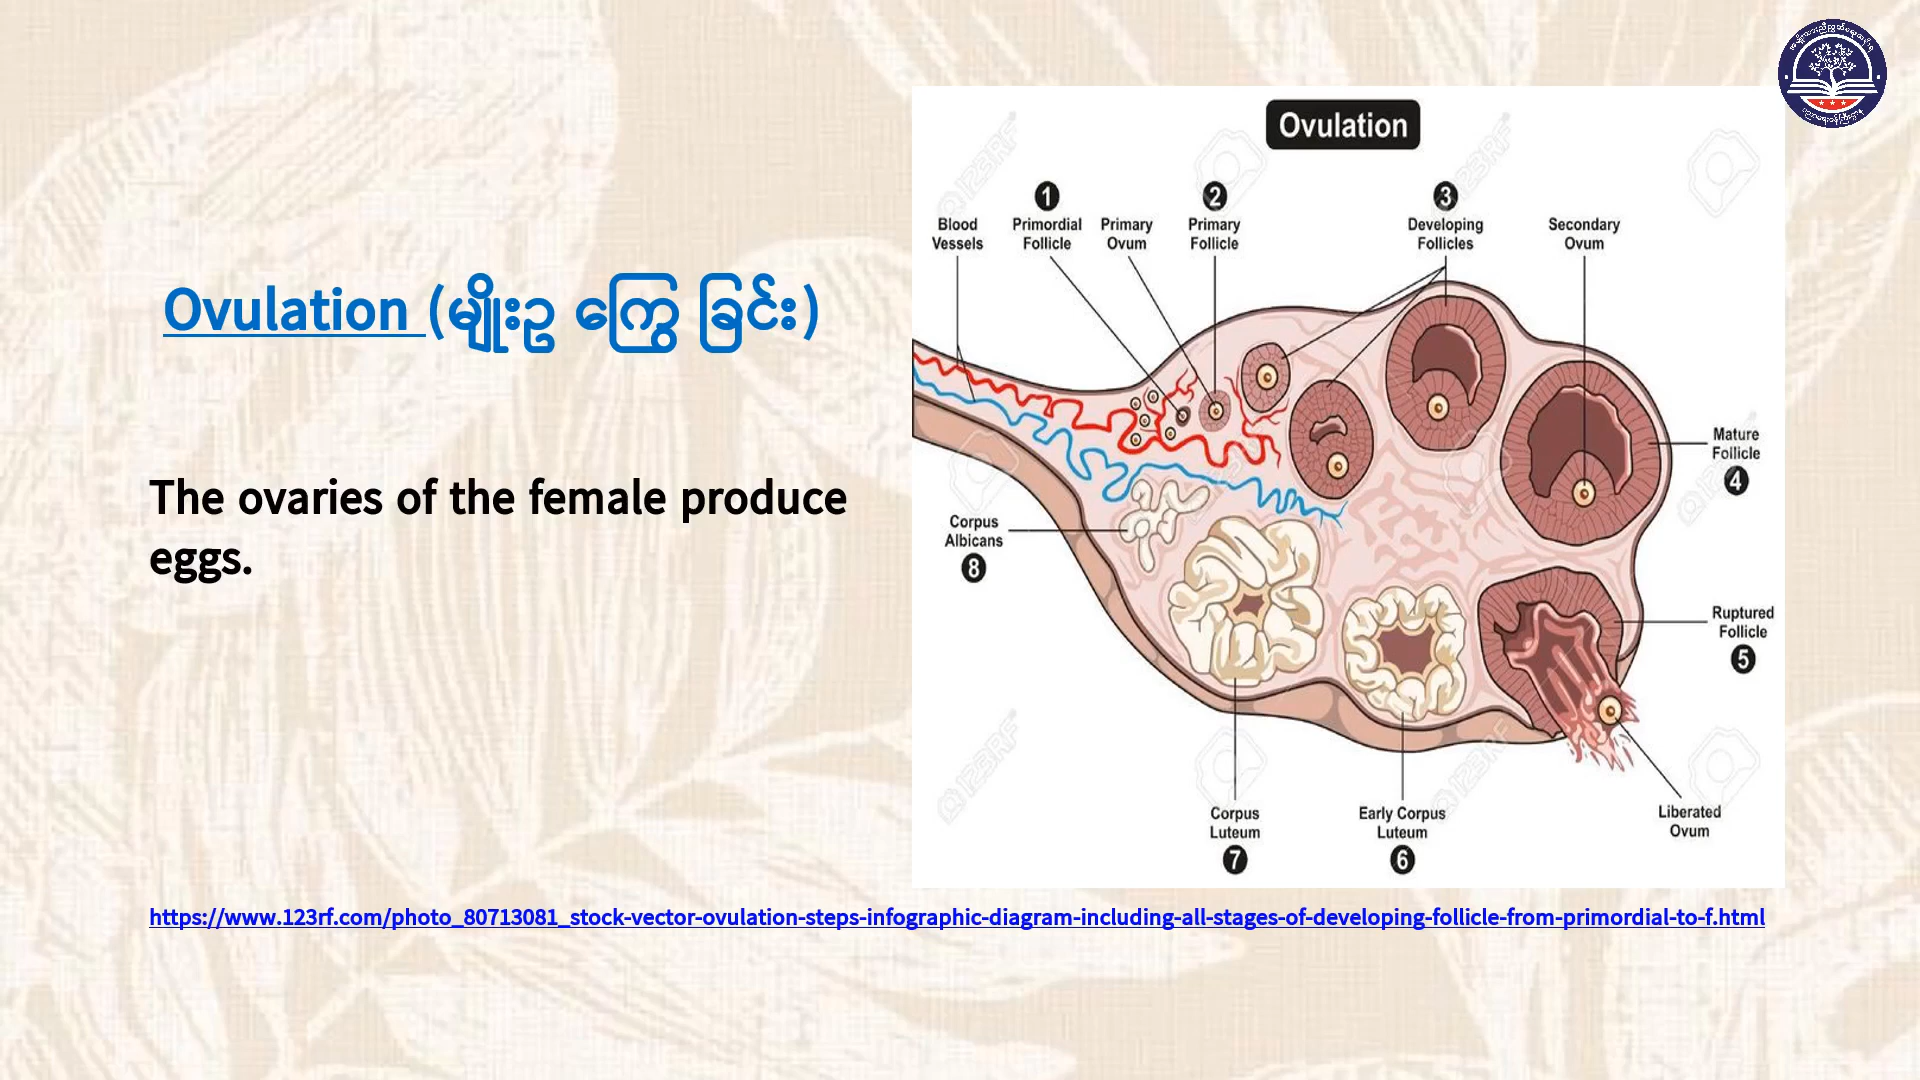 Ovulation (မျိုးဥ ကြွေ ခြင်း)
The ovaries of the female produce
eggs.
Ovulation
1
Primordial
Follicle
2
Primary
Follicle
3
Developing
Follicles
Blood
Vessels
Primary
Ovum
Secondary
Ovum
Mature
Follicle
4
Corpus
Albicans
8
Ruptured
Follicle
5
Corpus
Luteum
7
Early Corpus
Luteum
6
Liberated
Ovum
https://www.123rf.com/photo_80713081_stock-vector-ovulation-steps-infographic-diagram-including-all-stages-of-developing-follicle-from-primordial-to-f.html